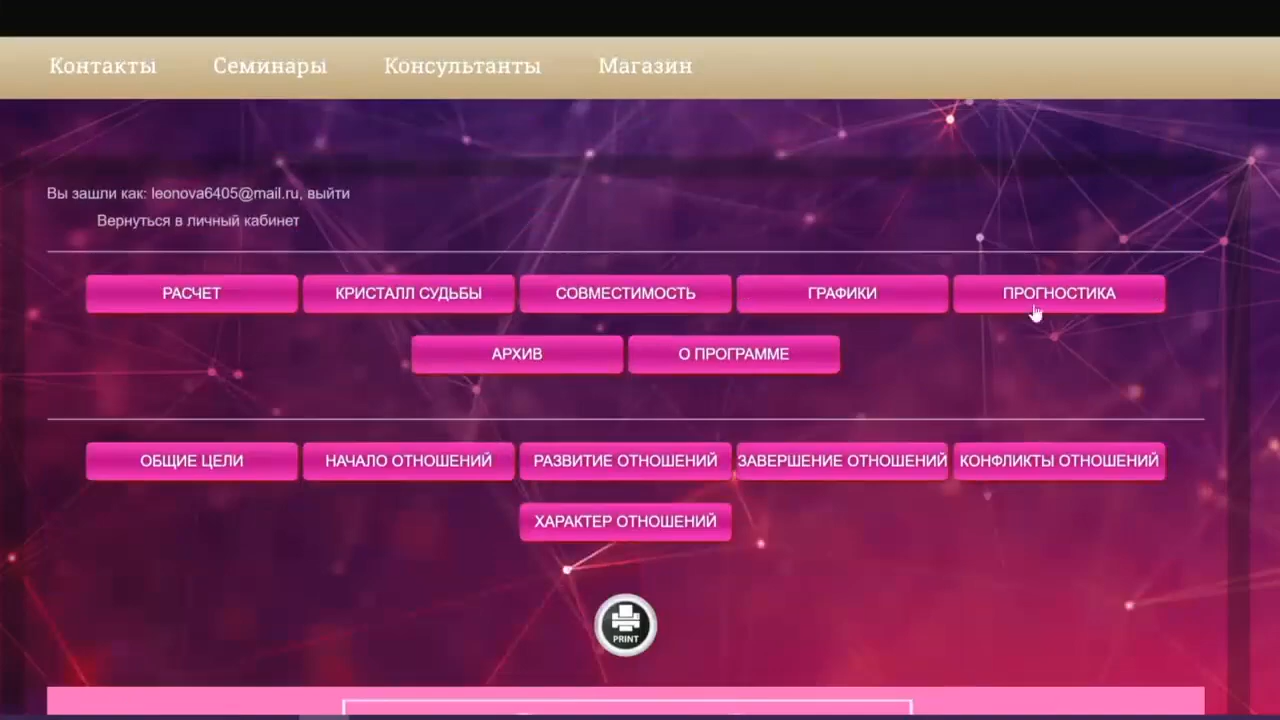 Контакты Семинары Консультанты Магазин
Вы зашли как: leonova6405@mail.ru, выйти
Вернуться в личный кабинет
РАСЧЕТ КРИСТАЛЛ СУДЬБЫ СОВМЕСТИМОСТЬ ГРАФИКИ ПРОГНОСТИКА
АРХИВ О ПРОГРАММЕ
ОБЩИЕ ЦЕЛИ НАЧАЛО ОТНОШЕНИЙ РАЗВИТИЕ ОТНОШЕНИЙ ЗАВЕРШЕНИЕ ОТНОШЕНИЙ КОНФЛИКТЫ ОТНОШЕНИЙ
ХАРАКТЕР ОТНОШЕНИЙ
PRINT